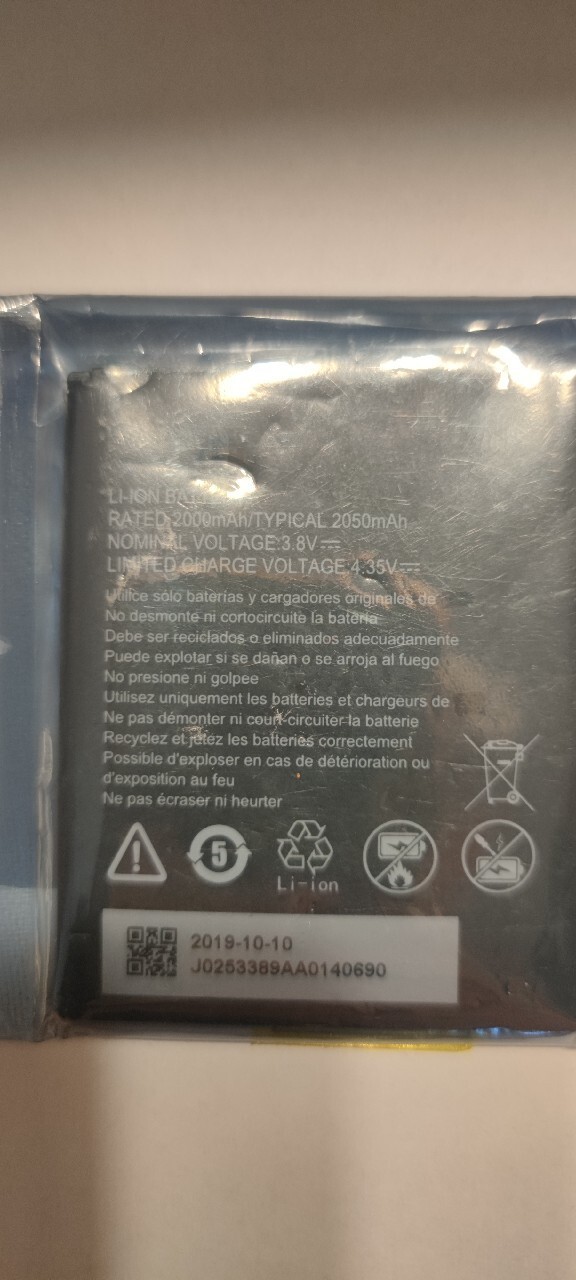 LI-ION
RATED:2000mAh/TYPICAL 2050mAh
NOMINAL VOLTAGE:3.8V
LIMITED CHARGE VOLTAGE:4.35V
Utilice sólo baterías y cargadores originales de
No desmonte ni cortocircuite la batería
Debe ser reciclados o eliminados adecuadamente
Puede explotar si se dañan o se arroja al fuego
No presione ni golpee
Utilisez uniquement les batteries et chargeurs de
Ne pas démonter ni court-circuiter la batterie
Recyclez et jetez les batteries correctement
Possible d'exploser en cas de détérioration ou
d'exposition au feu
Ne pas écraser ni heurter
5
Li-ion
2019-10-10
J0253389AA0140690